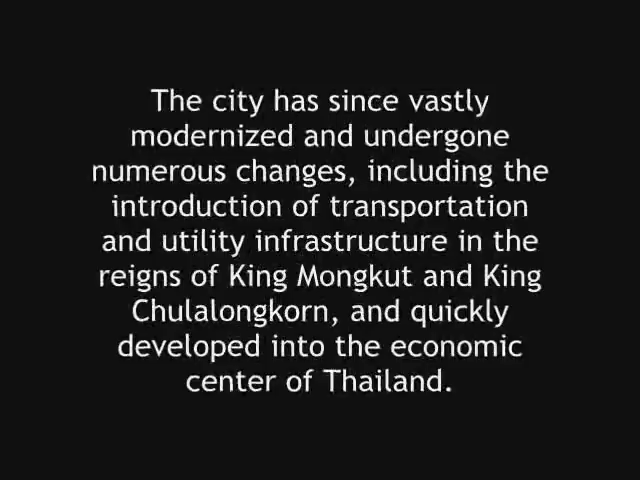 The city has since vastly
modernized and undergone
numerous changes, including the
introduction of transportation
and utility infrastructure in the
reigns of King Mongkut and King
Chulalongkorn, and quickly
developed into the economic
center of Thailand.